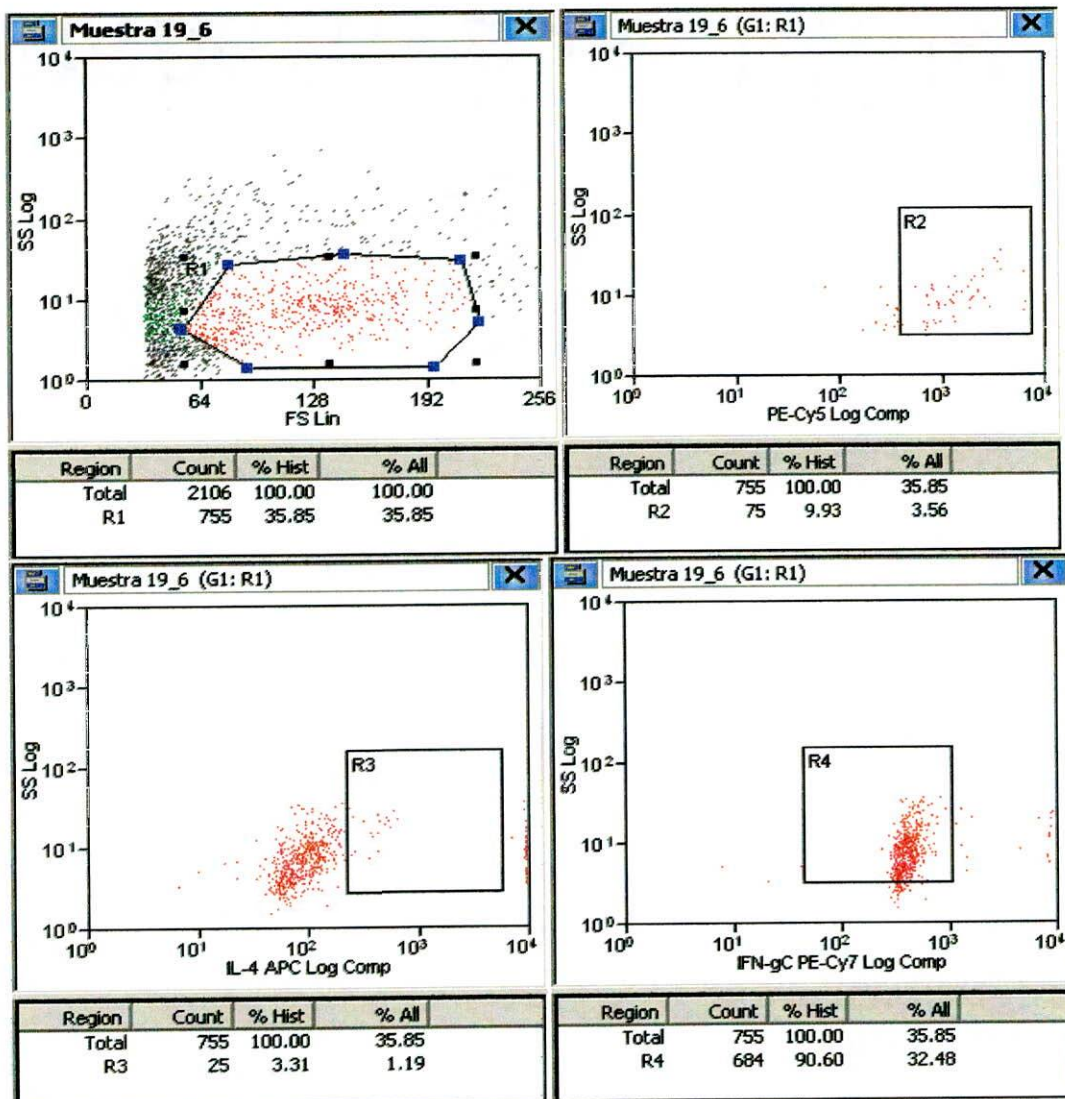 Muestra 19_6
10⁴
10³
10²
10¹
10⁰
SS Log
R1
0 64 128 192 256
FS Lin
Region Count % Hist % All
Total 2106 100.00 100.00
R1 755 35.85 35.85
Muestra 19_6 (G1: R1)
10⁴
10³
10²
10¹
10⁰
SS Log
R2
10⁰ 10¹ 10² 10³ 10⁴
PE-Cy5 Log Comp
Region Count % Hist % All
Total 755 100.00 35.85
R2 75 9.93 3.56
Muestra 19_6 (G1: R1)
10⁴
10³
10²
10¹
10⁰
SS Log
R3
10⁰ 10¹ 10² 10³ 10⁴
IL-4 APC Log Comp
Region Count % Hist % All
Total 755 100.00 35.85
R3 25 3.31 1.19
Muestra 19_6 (G1: R1)
10⁴
10³
10²
10¹
10⁰
SS Log
R4
10⁰ 10¹ 10² 10³ 10⁴
IFN-gC PE-Cy7 Log Comp
Region Count % Hist % All
Total 755 100.00 35.85
R4 684 90.60 32.48